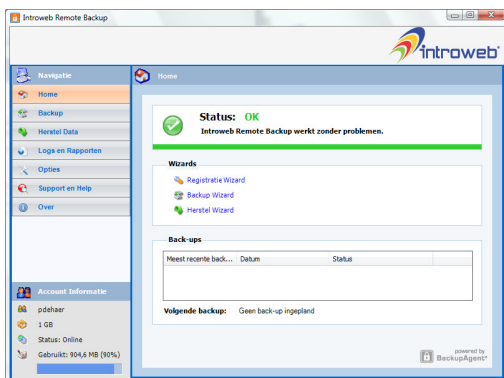 Introweb Remote Backup
introweb
Navigatie
Home
Home
Backup
Herstel Data
Logs en Rapporten
Opties
Support en Help
Over
Status: OK
Introweb Remote Backup werkt zonder problemen.
Wizards
Registratie Wizard
Backup Wizard
Herstel Wizard
Back-ups
Meest recente back... Datum Status
Volgende backup: Geen back-up ingepland
Account Informatie
pdehaer
1 GB
Status: Online
Gebruikt: 904,6 MB (90%)
powered by
BackupAgent